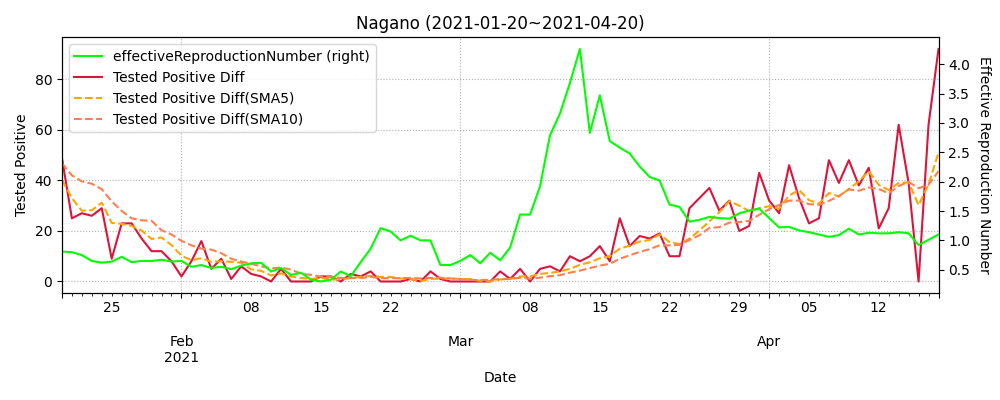 Nagano (2021-01-20~2021-04-20)
effectiveReproductionNumber (right)
Tested Positive Diff
Tested Positive Diff(SMA5)
Tested Positive Diff(SMA10)
Tested Positive
80
60
40
20
0
4.0
3.5
3.0
2.5
2.0
1.5
1.0
0.5
Effective Reproduction Number
25 08 15 22 08 15 22 29 05 12
Feb Mar Apr
2021
Date